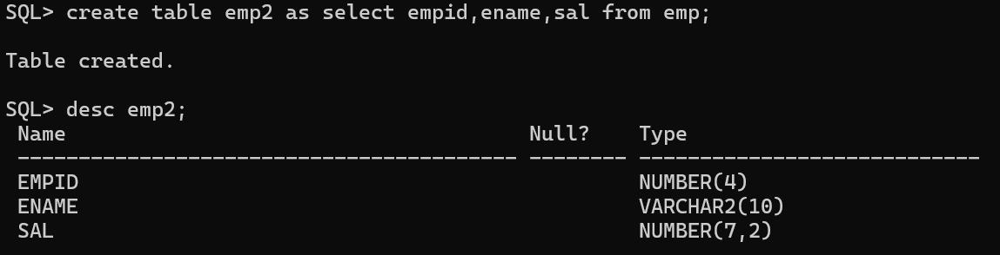 SQL> create table emp2 as select empid,ename,sal from emp;
Table created.
SQL> desc emp2;
Name Null? Type
----------------------------------------- -------- ----------------------------
EMPID NUMBER(4)
ENAME VARCHAR2(10)
SAL NUMBER(7,2)